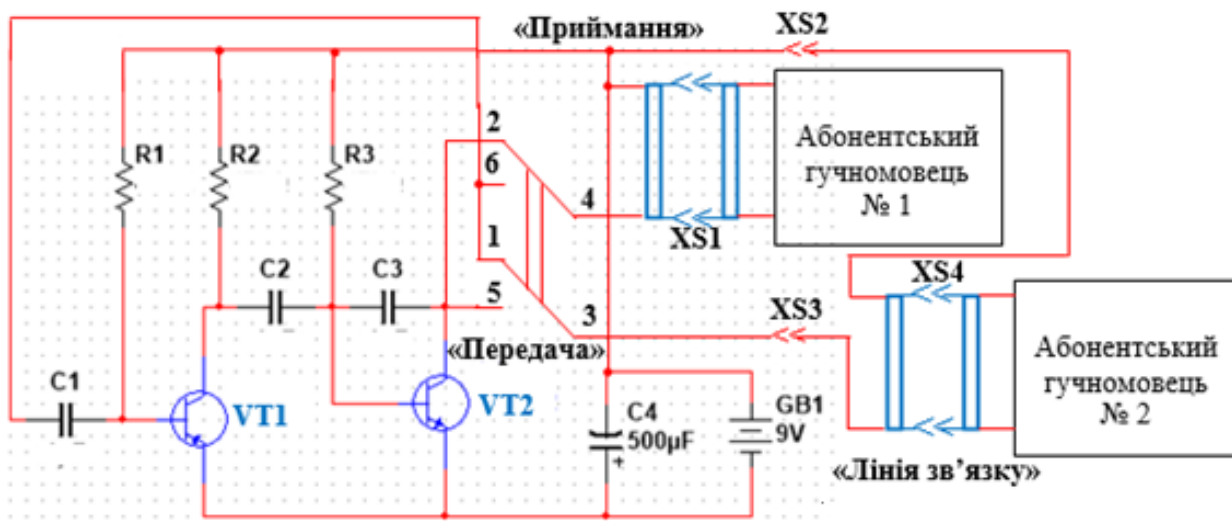 «Приймання»
XS2
2
R1
R2
R3
6
4
Абонентський
гучномовець
№ 1
1
XS1
C2
C3
5
3
XS3
XS4
«Передача»
C1
VT1
VT2
C4
500µF
+
GB1
9V
Абонентський
гучномовець
№ 2
«Лінія зв’язку»